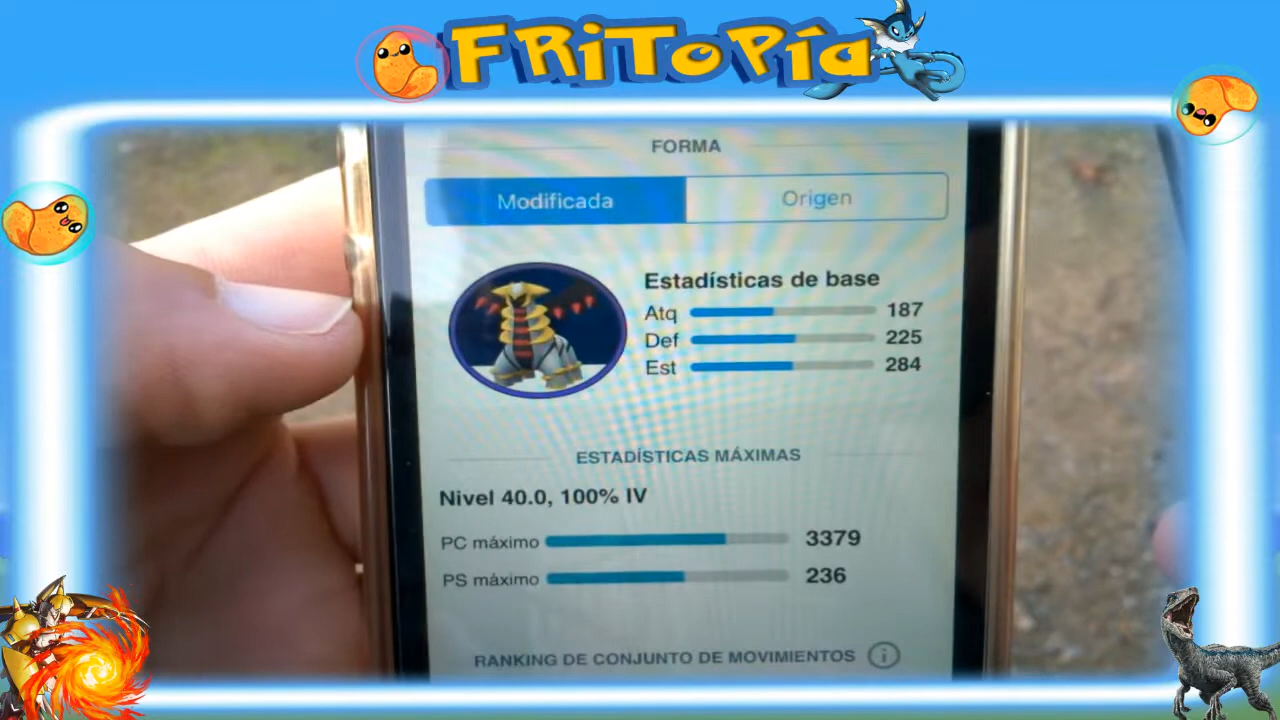 FRiToPía
FORMA
Modificada Origen
Estadísticas de base
Atq 187
Def 225
Est 284
ESTADÍSTICAS MÁXIMAS
Nivel 40.0, 100% IV
PC máximo 3379
PS máximo 236
RANKING DE CONJUNTO DE MOVIMIENTOS i